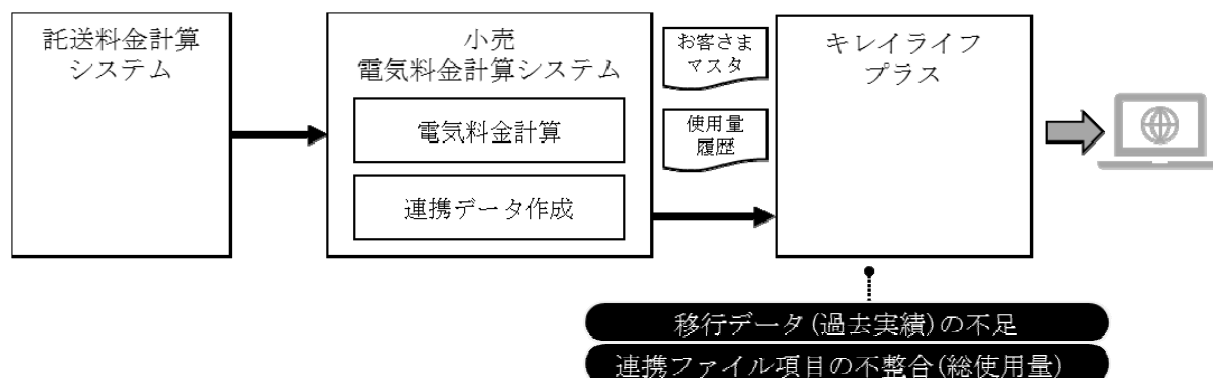 託送料金計算
システム
小売
電気料金計算システム
電気料金計算
連携データ作成
お客さま
マスタ
使用量
履歴
キレイライフ
プラス
移行データ(過去実績)の不足
連携ファイル項目の不整合(総使用量)